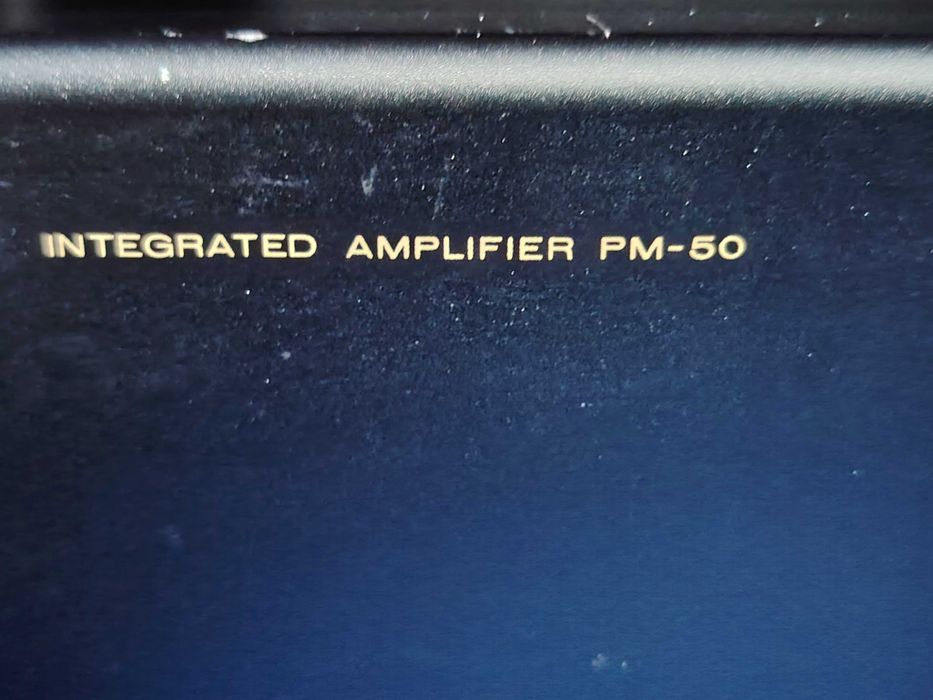 INTEGRATED AMPLIFIER PM-50